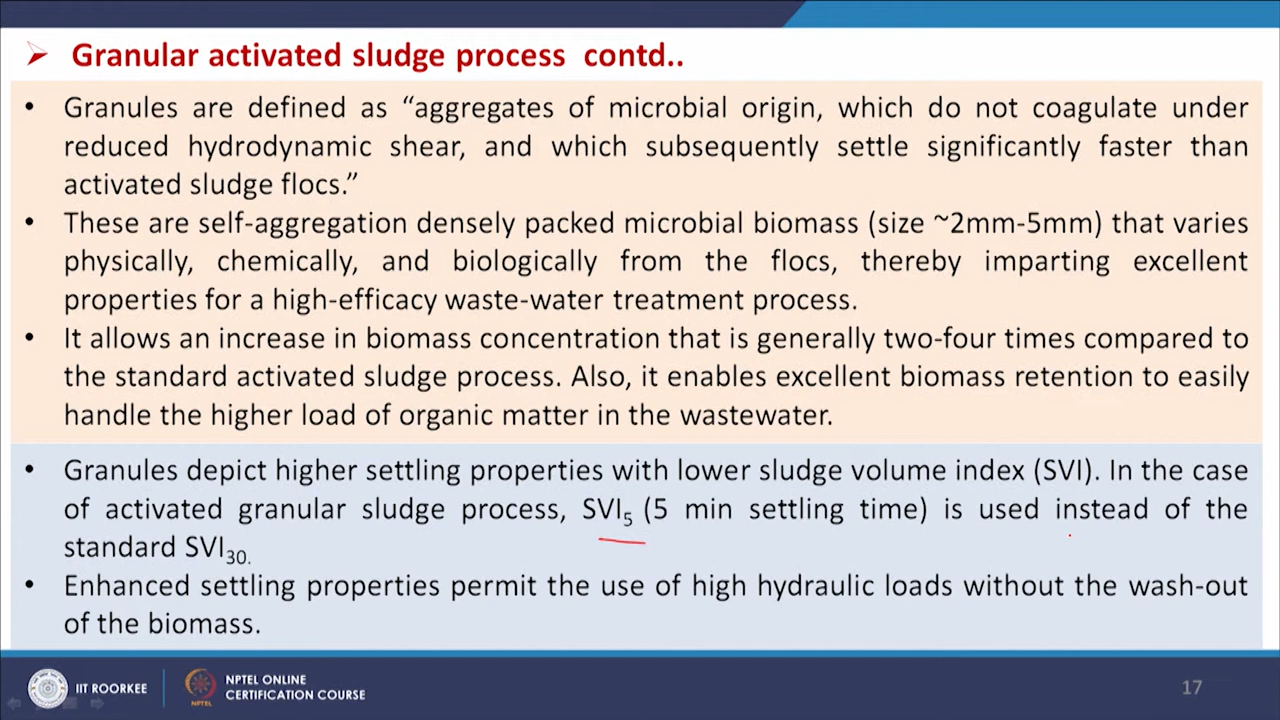 Granular activated sludge process contd..
• Granules are defined as “aggregates of microbial origin, which do not coagulate under
reduced hydrodynamic shear, and which subsequently settle significantly faster than
activated sludge flocs.”
• These are self-aggregation densely packed microbial biomass (size ~2mm-5mm) that varies
physically, chemically, and biologically from the flocs, thereby imparting excellent
properties for a high-efficacy waste-water treatment process.
• It allows an increase in biomass concentration that is generally two-four times compared to
the standard activated sludge process. Also, it enables excellent biomass retention to easily
handle the higher load of organic matter in the wastewater.
• Granules depict higher settling properties with lower sludge volume index (SVI). In the case
of activated granular sludge process, SVI5 (5 min settling time) is used instead of the
standard SVI30.
• Enhanced settling properties permit the use of high hydraulic loads without the wash-out
of the biomass.
IIT ROORKEE
NPTEL
NPTEL ONLINE
CERTIFICATION COURSE
17